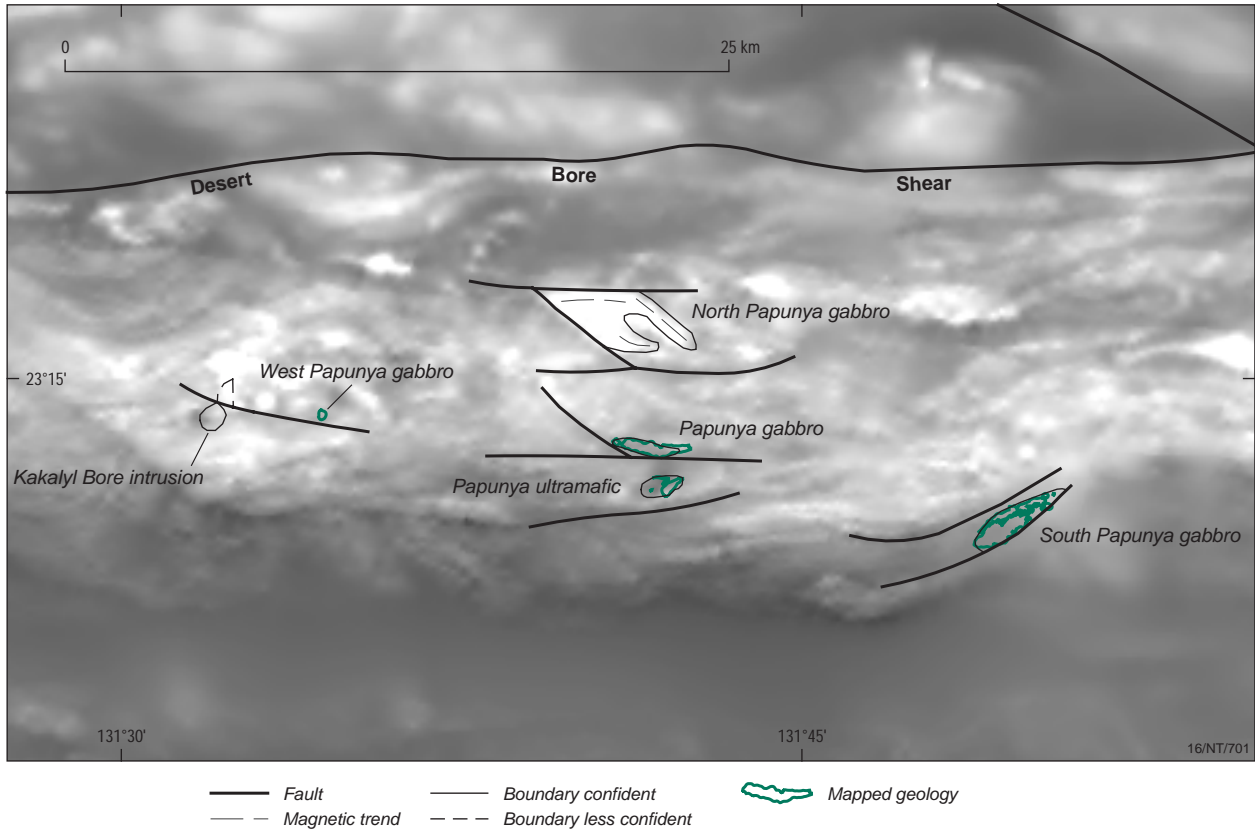 0 25 km
Desert Bore Shear
North Papunya gabbro
23°15'
West Papunya gabbro
Papunya gabbro
Kakalyl Bore intrusion
Papunya ultramafic
South Papunya gabbro
131°30' 131°45'
16/NT/701
Fault Boundary confident Mapped geology
Magnetic trend Boundary less confident